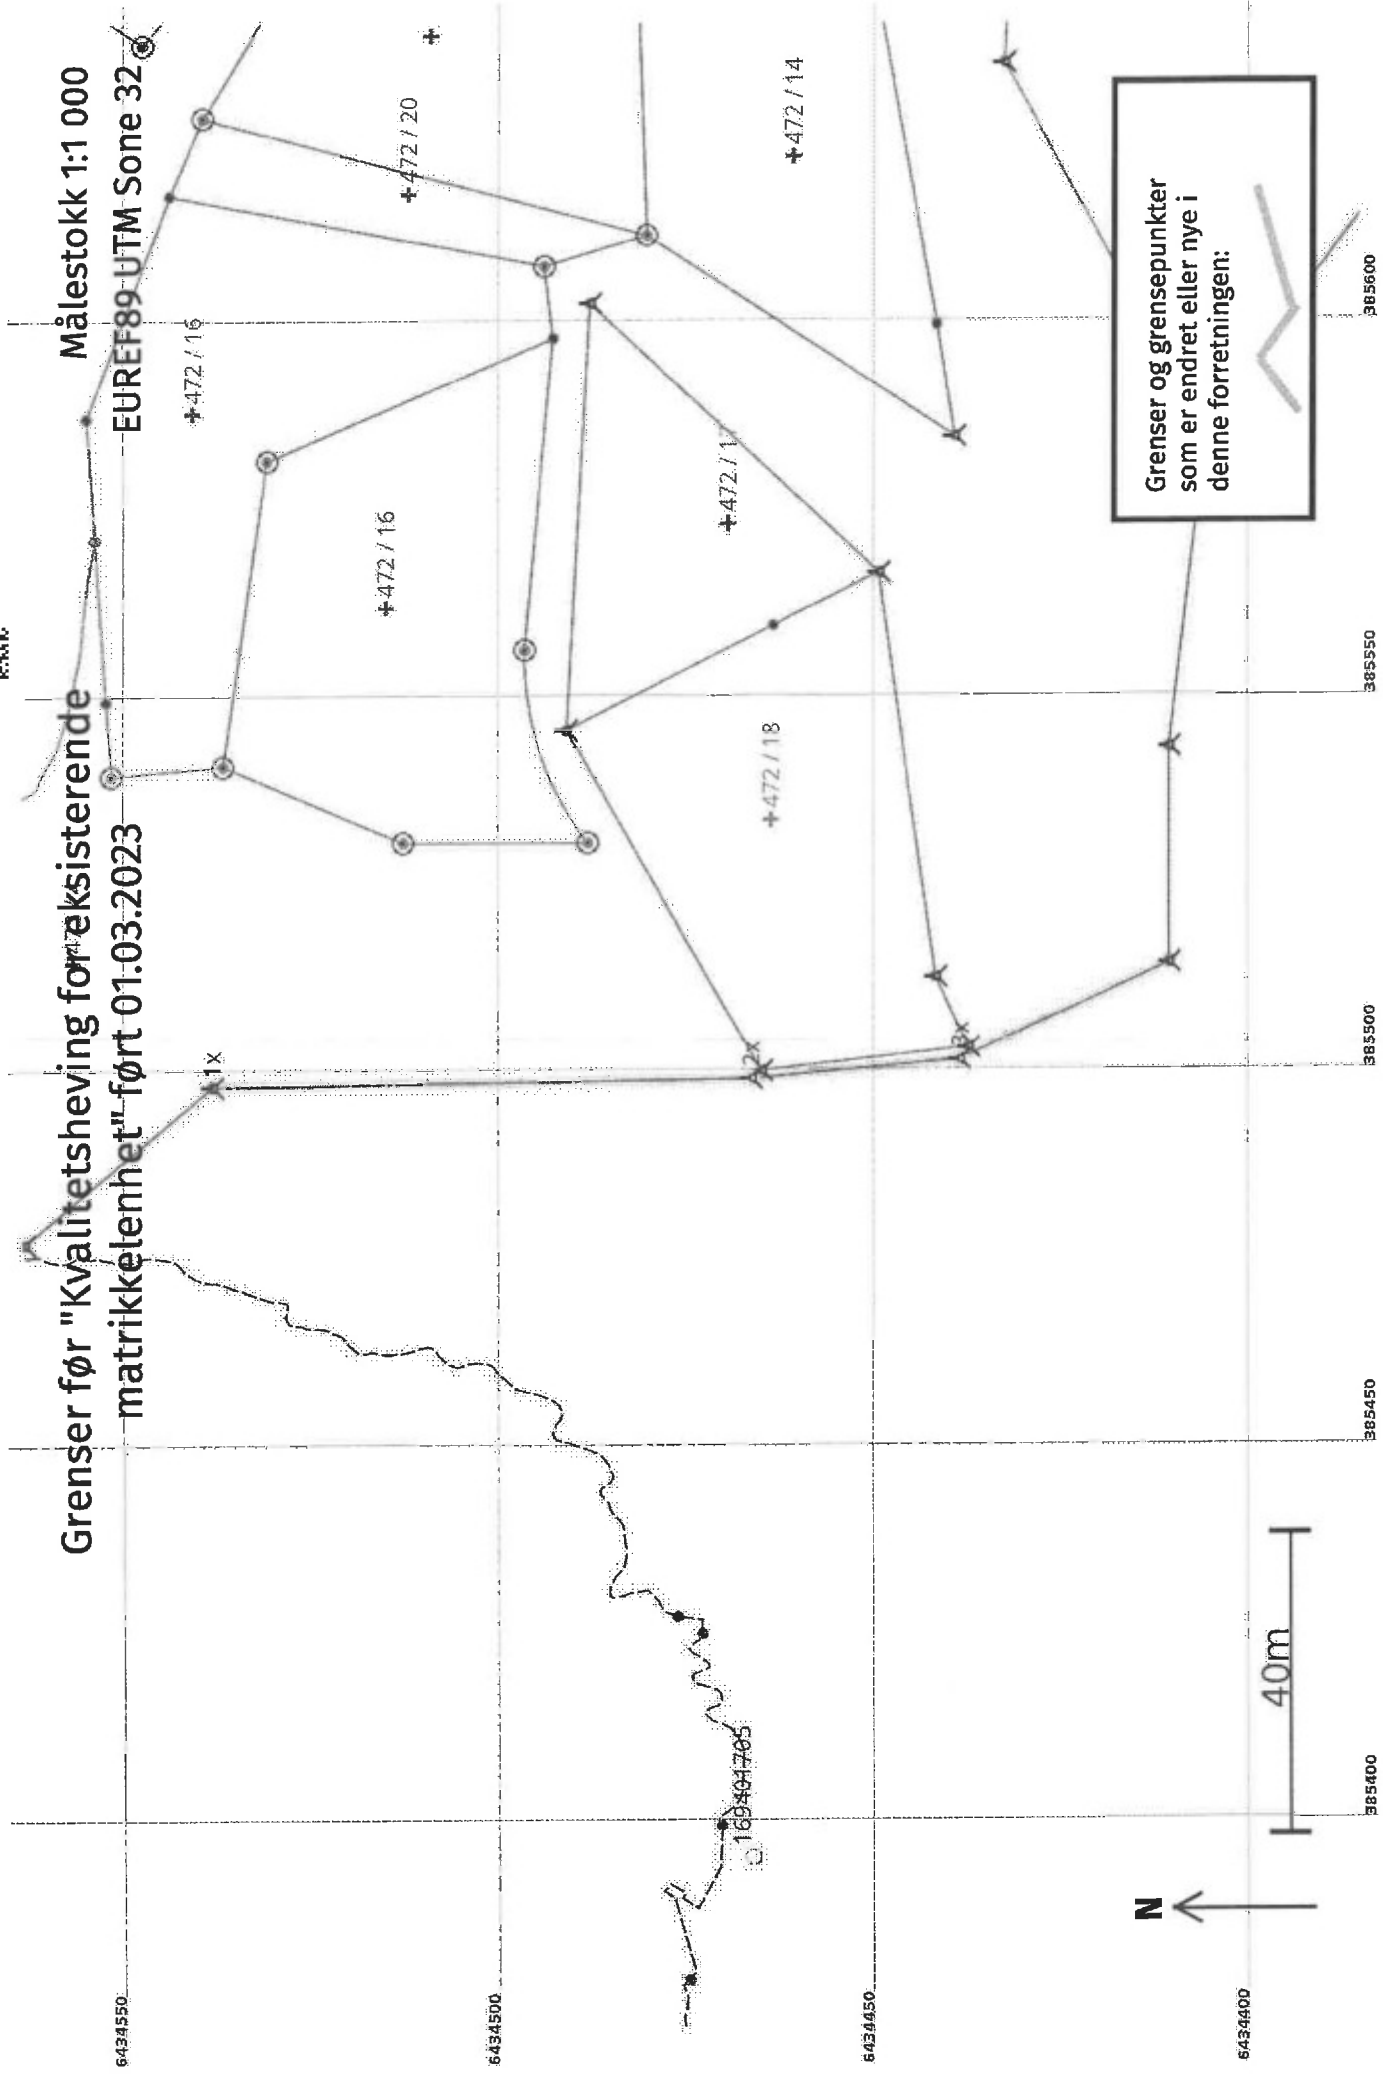 Målestokk 1:1 000
EUREF89 UTM Sone 32
Grenser før "Kvalitetsheving for eksisterende
matrikkelenhet" ført 01.03.2023
472 / 20
472 / 14
472 / 16
472 / 16
472 / 18
1x
2x
3x
169401705
Grenser og grensepunkter
som er endret eller nye i
denne forretningen:
40m
N
6434550
6434500
6434450
6434400
385400
385450
385500
385550
385600